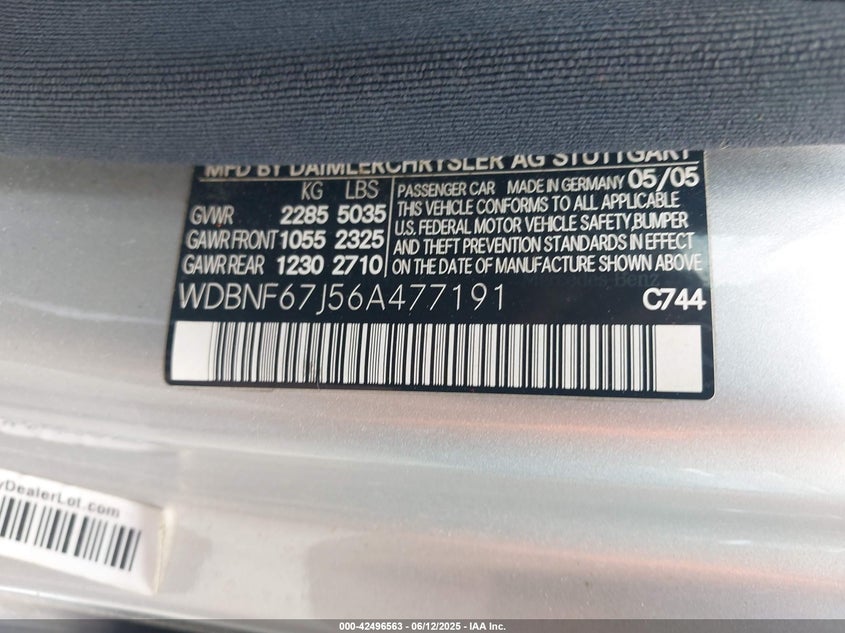 MFD BY DAIMLERCHRYSLER AG STUTTGART
KG LBS
GVWR 2285 5035
GAWR FRONT 1055 2325
GAWR REAR 1230 2710
PASSENGER CAR MADE IN GERMANY 05/05
THIS VEHICLE CONFORMS TO ALL APPLICABLE
U.S. FEDERAL MOTOR VEHICLE SAFETY, BUMPER
AND THEFT PREVENTION STANDARDS IN EFFECT
ON THE DATE OF MANUFACTURE SHOWN ABOVE
WDBNF67J56A477191
C744
yDealerLot.com
000-42496563 - 06/12/2025 - IAA Inc.